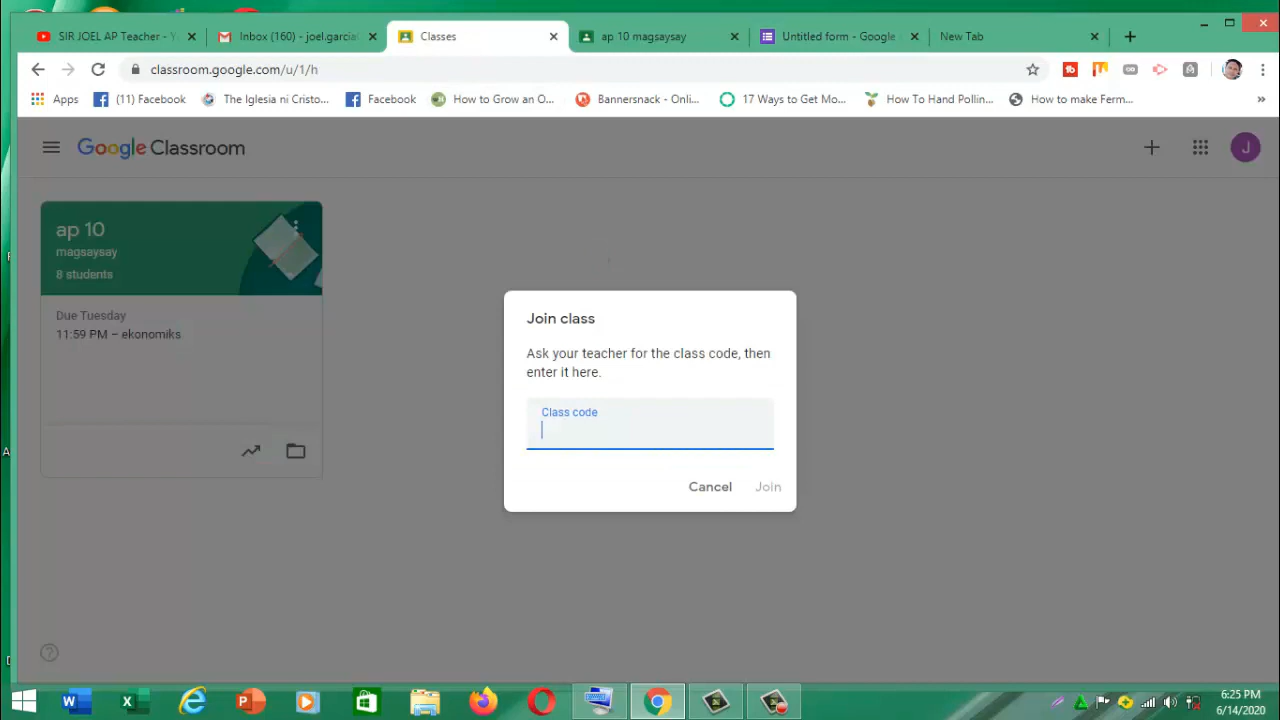 SIR JOEL AP Teacher - Y
Inbox (160) - joel.garcia
Classes
ap 10 magsaysay
Untitled form - Google
New Tab
classroom.google.com/u/1/h
Apps
(11) Facebook
The Iglesia ni Cristo...
Facebook
How to Grow an O...
Bannersnack - Onli...
17 Ways to Get Mo...
How To Hand Pollin...
How to make Ferm...
Google Classroom
J
ap 10
magsaysay
8 students
Due Tuesday
11:59 PM – ekonomiks
Join class
Ask your teacher for the class code, then
enter it here.
Class code
Cancel
Join
6:25 PM
6/14/2020